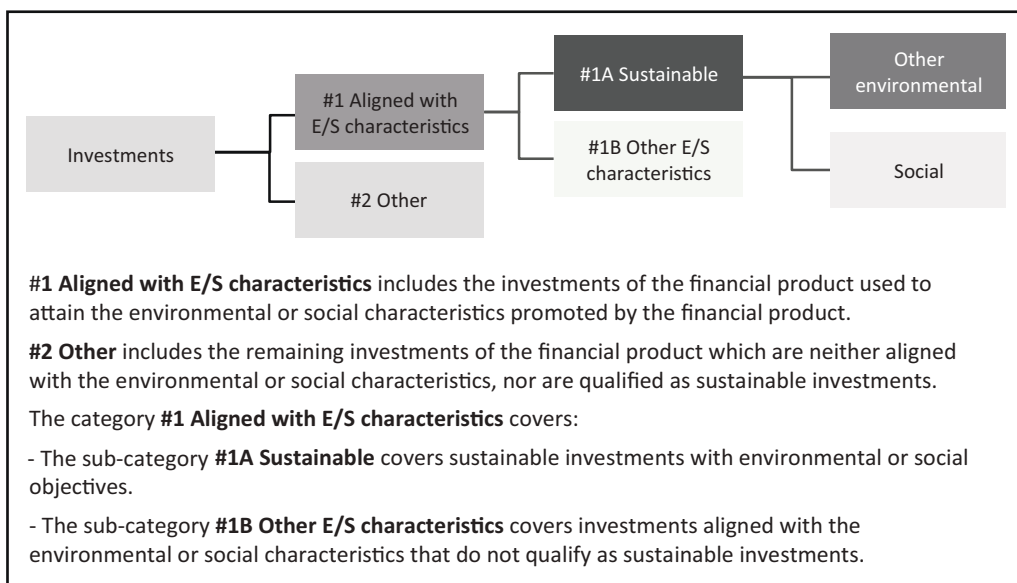 Investments
#1 Aligned with
E/S characteristics
#2 Other
#1A Sustainable
#1B Other E/S
characteristics
Other
environmental
Social
#1 Aligned with E/S characteristics includes the investments of the financial product used to
attain the environmental or social characteristics promoted by the financial product.
#2 Other includes the remaining investments of the financial product which are neither aligned
with the environmental or social characteristics, nor are qualified as sustainable investments.
The category #1 Aligned with E/S characteristics covers:
- The sub-category #1A Sustainable covers sustainable investments with environmental or social
objectives.
- The sub-category #1B Other E/S characteristics covers investments aligned with the
environmental or social characteristics that do not qualify as sustainable investments.